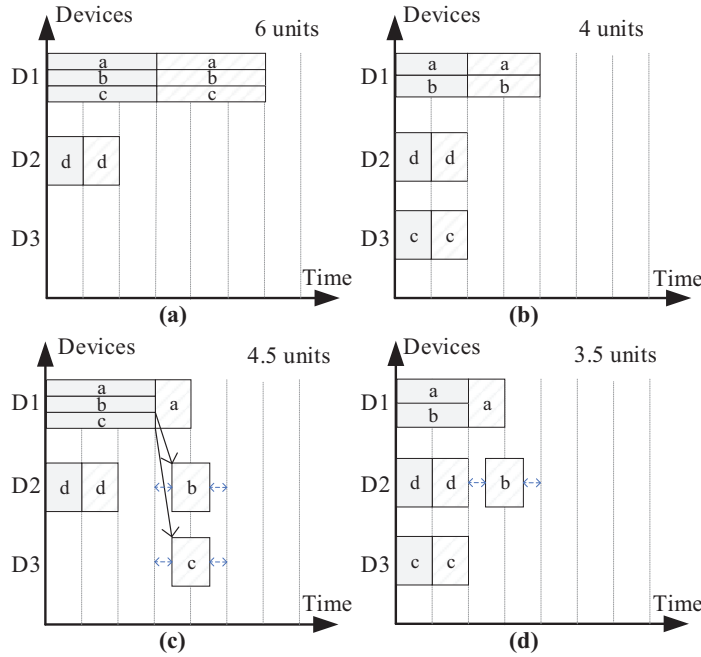 Devices
6 units
D1
a
a
b
b
c
c
D2
d
d
D3
Time
(a)
Devices
4 units
D1
a
a
b
b
D2
d
d
D3
c
c
Time
(b)
Devices
4.5 units
D1
a
b
c
a
D2
d
d
b
D3
c
Time
(c)
Devices
3.5 units
D1
a
b
a
D2
d
d
b
D3
c
c
Time
(d)